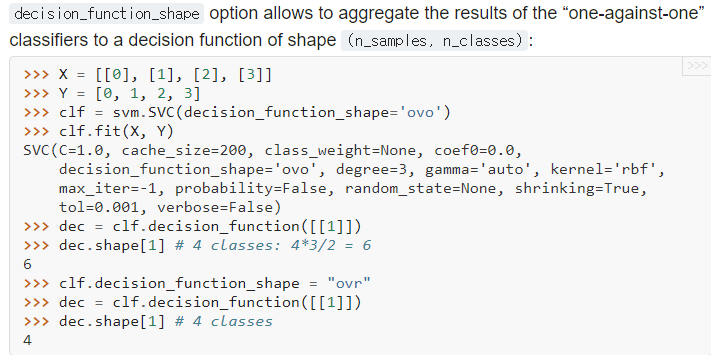 decision_function_shape option allows to aggregate the results of the “one-against-one”
classifiers to a decision function of shape (n_samples, n_classes):
>>>
>>> X = [[0], [1], [2], [3]]
>>> Y = [0, 1, 2, 3]
>>> clf = svm.SVC(decision_function_shape='ovo')
>>> clf.fit(X, Y)
SVC(C=1.0, cache_size=200, class_weight=None, coef0=0.0,
    decision_function_shape='ovo', degree=3, gamma='auto', kernel='rbf',
    max_iter=-1, probability=False, random_state=None, shrinking=True,
    tol=0.001, verbose=False)
>>> dec = clf.decision_function([[1]])
>>> dec.shape[1] # 4 classes: 4*3/2 = 6
6
>>> clf.decision_function_shape = "ovr"
>>> dec = clf.decision_function([[1]])
>>> dec.shape[1] # 4 classes
4